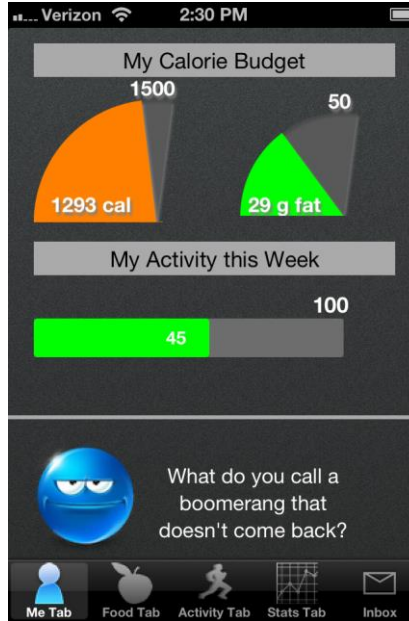 Verizon 2:30 PM
My Calorie Budget
1500
50
1293 cal
29 g fat
My Activity this Week
100
45
What do you call a
boomerang that
doesn't come back?
Me Tab Food Tab Activity Tab Stats Tab Inbox